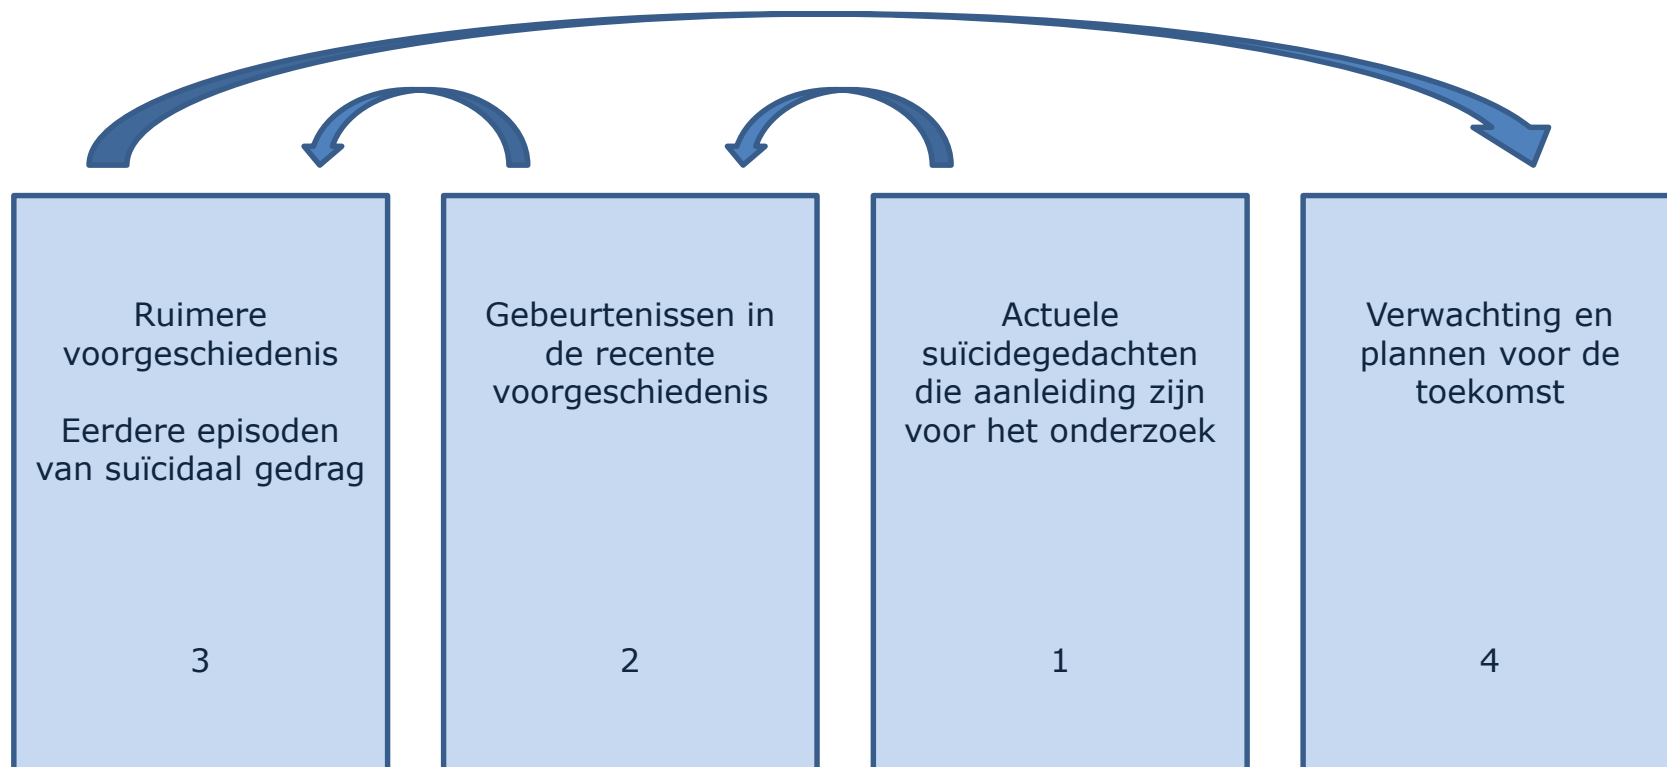 Ruimere
voorgeschiedenis
Eerdere episoden
van suïcidaal gedrag
3
Gebeurtenissen in
de recente
voorgeschiedenis
2
Actuele
suïcidegedachten
die aanleiding zijn
voor het onderzoek
1
Verwachting en
plannen voor de
toekomst
4